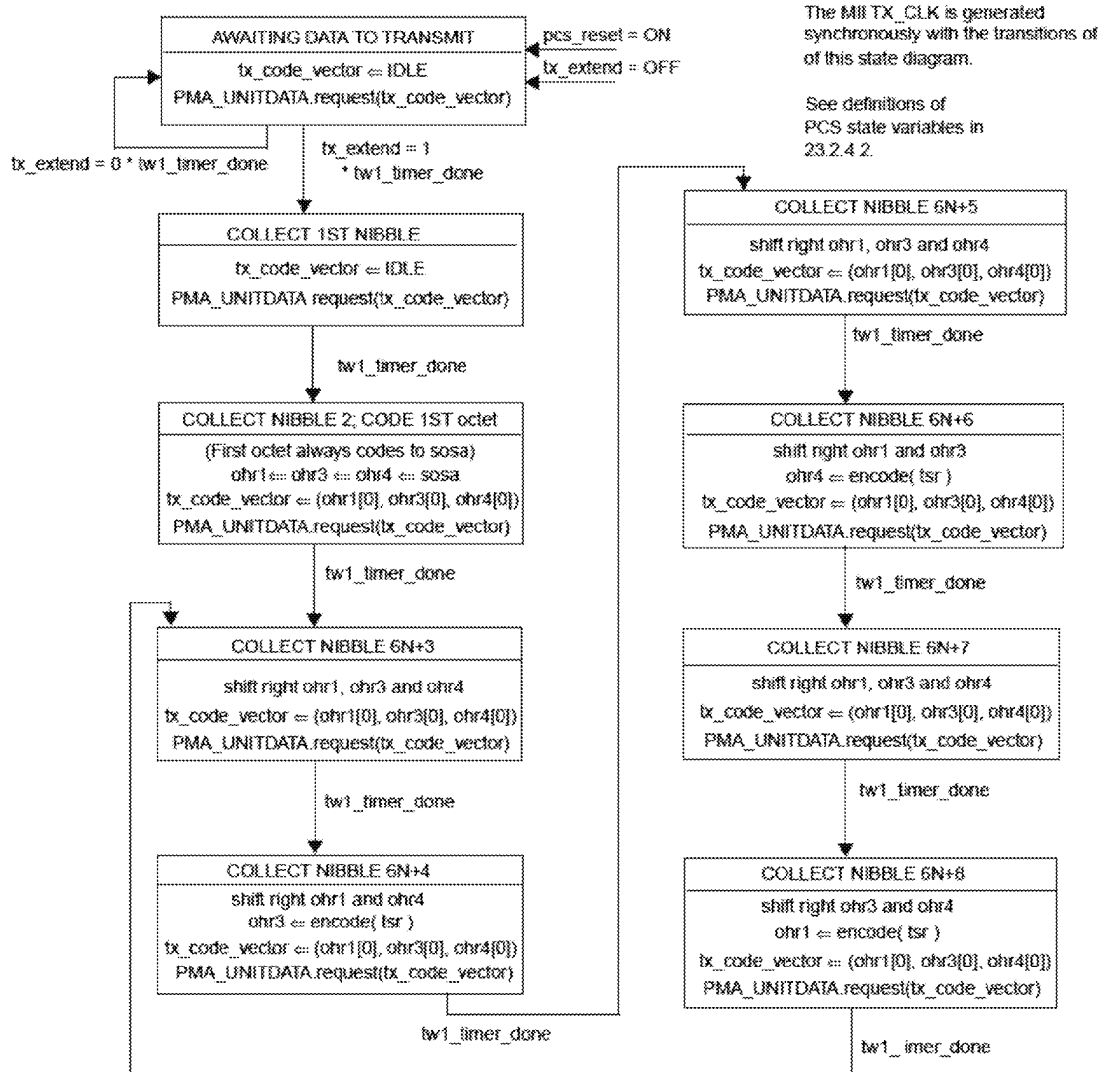 The MII TX_CLK is generated
synchronously with the transitions of
of this state diagram.
See definitions of
PCS state variables in
23.2.4.2.
AWAITING DATA TO TRANSMIT
tx_code_vector ⇐ IDLE
PMA_UNITDATA.request(tx_code_vector)
pcs_reset = ON
tx_extend = OFF
tx_extend = 0 * tw1_timer_done
tx_extend = 1
* tw1_timer_done
COLLECT 1ST NIBBLE
tx_code_vector ⇐ IDLE
PMA_UNITDATA.request(tx_code_vector)
tw1_timer_done
COLLECT NIBBLE 2; CODE 1ST octet
(First octet always codes to sosa)
ohr1 ⇐ ohr3 ⇐ ohr4 ⇐ sosa
tx_code_vector ⇐ (ohr1[0], ohr3[0], ohr4[0])
PMA_UNITDATA.request(tx_code_vector)
tw1_timer_done
COLLECT NIBBLE 6N+3
shift right ohr1, ohr3 and ohr4
tx_code_vector ⇐ (ohr1[0], ohr3[0], ohr4[0])
PMA_UNITDATA.request(tx_code_vector)
tw1_timer_done
COLLECT NIBBLE 6N+4
shift right ohr1 and ohr4
ohr3 ⇐ encode( tsr )
tx_code_vector ⇐ (ohr1[0], ohr3[0], ohr4[0])
PMA_UNITDATA.request(tx_code_vector)
tw1_timer_done
COLLECT NIBBLE 6N+5
shift right ohr1, ohr3 and ohr4
tx_code_vector ⇐ (ohr1[0], ohr3[0], ohr4[0])
PMA_UNITDATA.request(tx_code_vector)
tw1_timer_done
COLLECT NIBBLE 6N+6
shift right ohr1 and ohr3
ohr4 ⇐ encode( tsr )
tx_code_vector ⇐ (ohr1[0], ohr3[0], ohr4[0])
PMA_UNITDATA.request(tx_code_vector)
tw1_timer_done
COLLECT NIBBLE 6N+7
shift right ohr1, ohr3 and ohr4
tx_code_vector ⇐ (ohr1[0], ohr3[0], ohr4[0])
PMA_UNITDATA.request(tx_code_vector)
tw1_timer_done
COLLECT NIBBLE 6N+8
shift right ohr3 and ohr4
ohr1 ⇐ encode( tsr )
tx_code_vector ⇐ (ohr1[0], ohr3[0], ohr4[0])
PMA_UNITDATA.request(tx_code_vector)
tw1_ imer_done